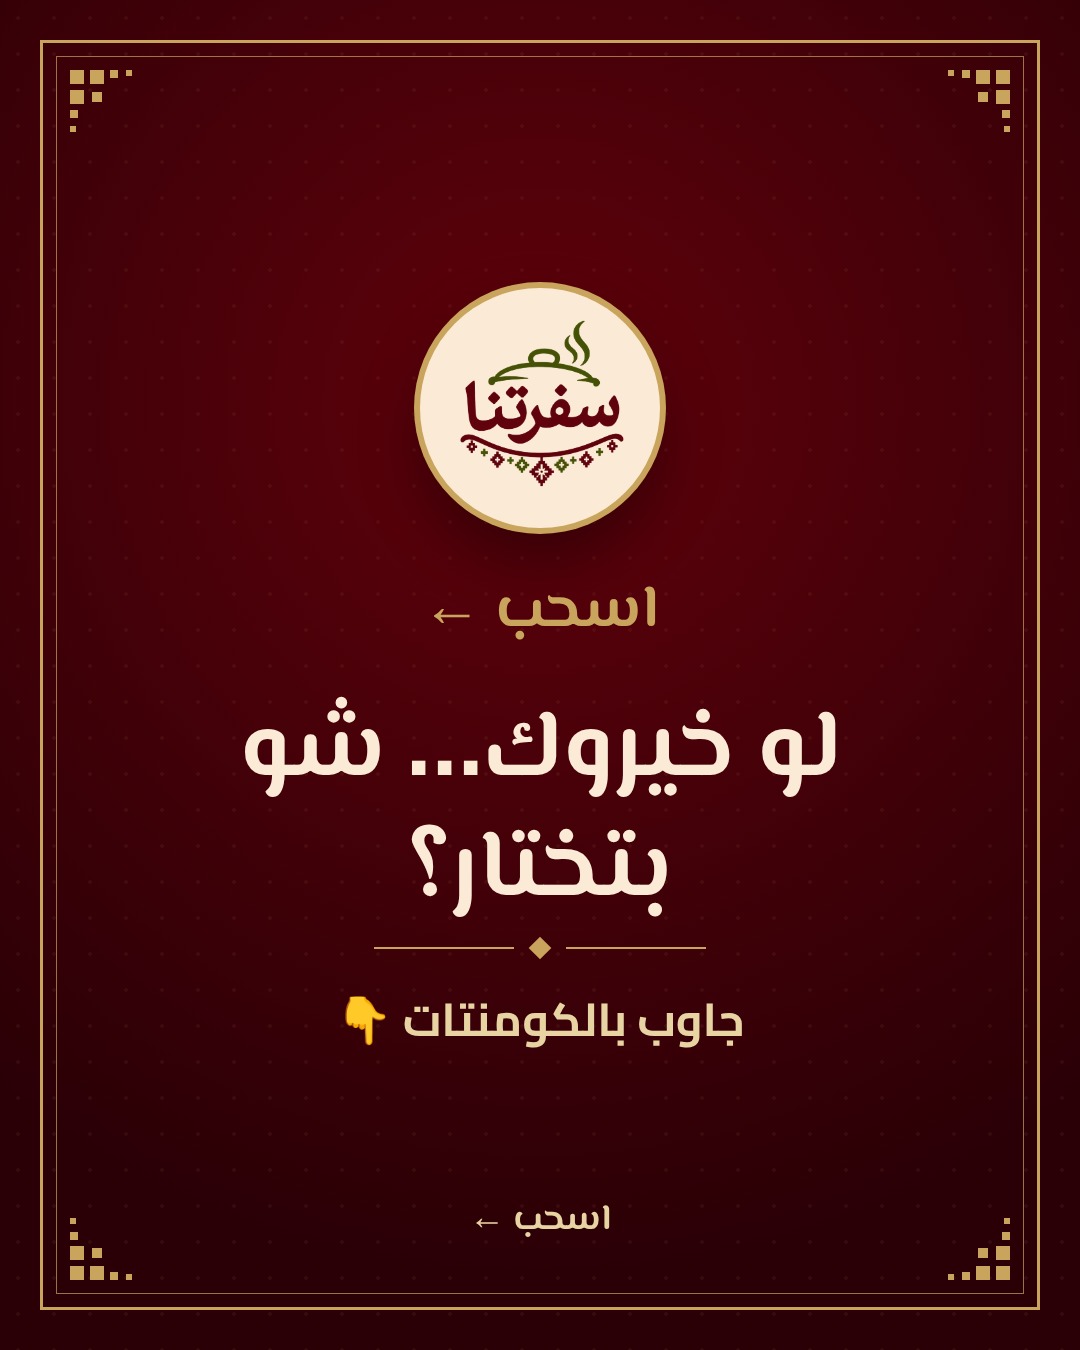 سفرتنا
اسحب ←
لو خيروك... شو
بتختار؟
جاوب بالكومنتات 👇
اسحب ←